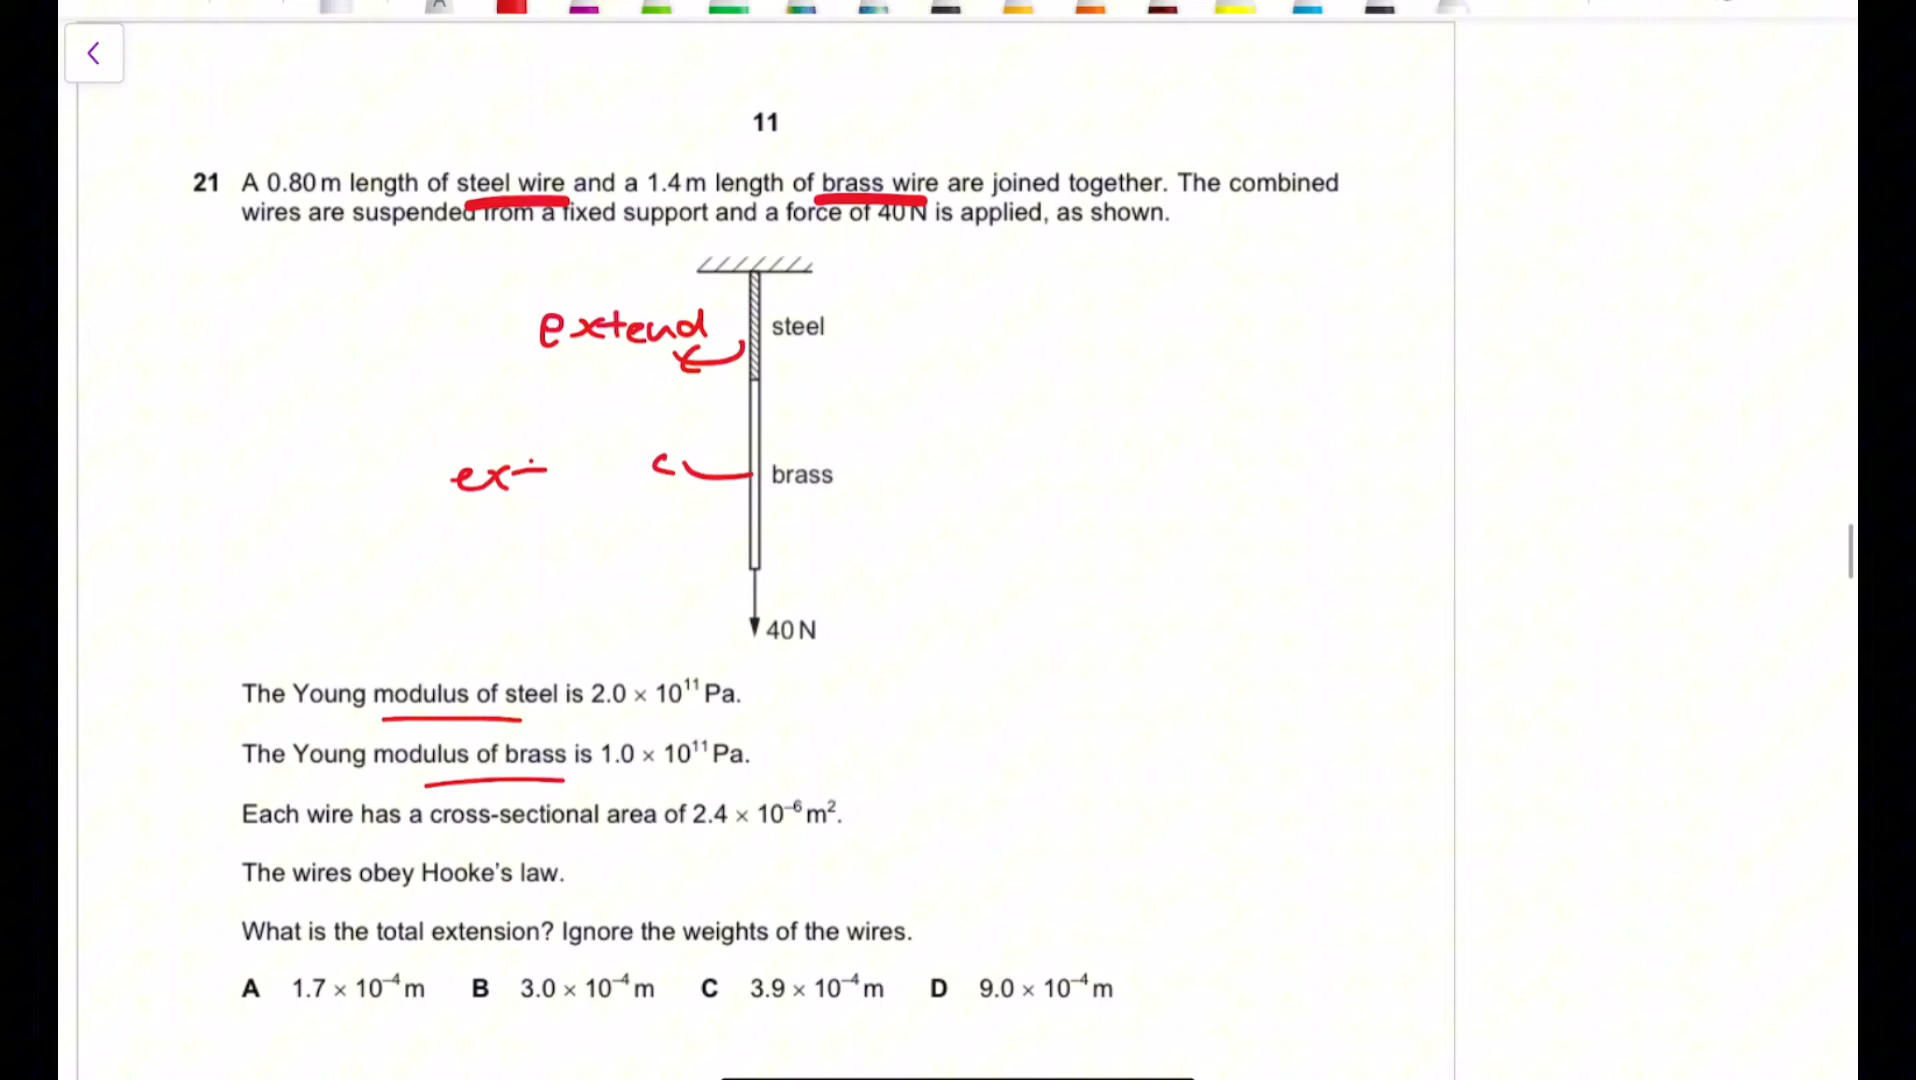 11
21 A 0.80 m length of steel wire and a 1.4 m length of brass wire are joined together. The combined
wires are suspended from a fixed support and a force of 40 N is applied, as shown.
extend
steel
ex-
brass
40 N
The Young modulus of steel is 2.0 × 10¹¹ Pa.
The Young modulus of brass is 1.0 × 10¹¹ Pa.
Each wire has a cross-sectional area of 2.4 × 10⁻⁶ m².
The wires obey Hooke's law.
What is the total extension? Ignore the weights of the wires.
A 1.7 × 10⁻⁴ m B 3.0 × 10⁻⁴ m C 3.9 × 10⁻⁴ m D 9.0 × 10⁻⁴ m